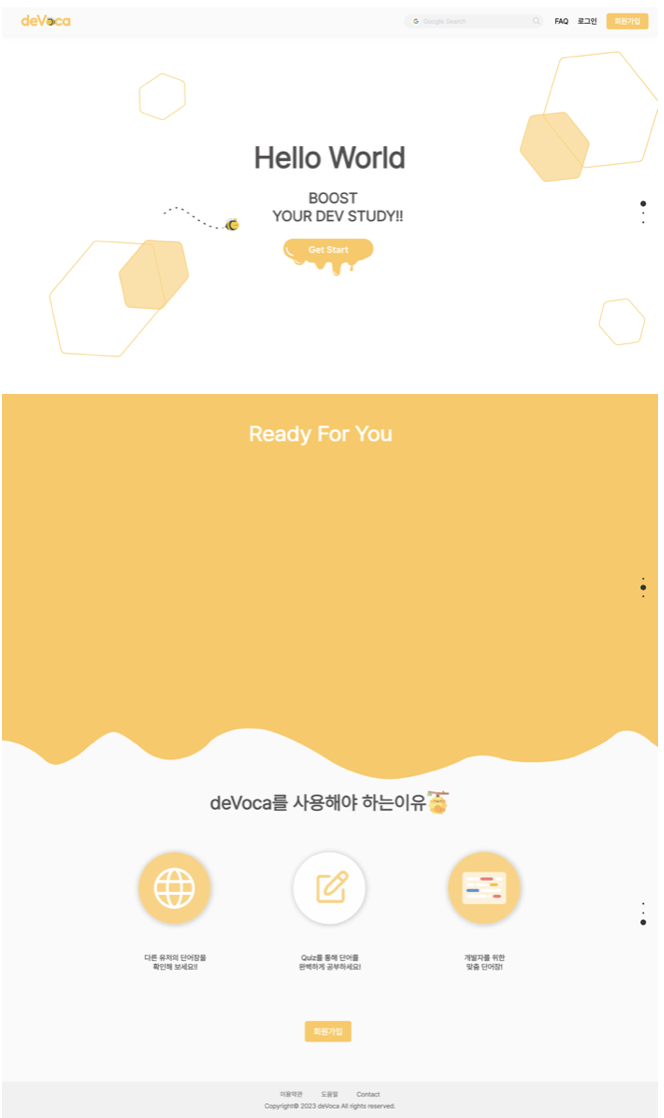 deVoca
Google Search
FAQ
로그인
회원가입
Hello World
BOOST
YOUR DEV STUDY!!
Get Start
Ready For You
deVoca를 사용해야 하는이유
다른 유저의 단어장을
확인해 보세요!!
Quiz를 통해 단어를
완벽하게 공부하세요!
개발자를 위한
맞춤 단어장!
회원가입
이용약관
도움말
Contact
Copyright© 2023 deVoca All rights reserved.